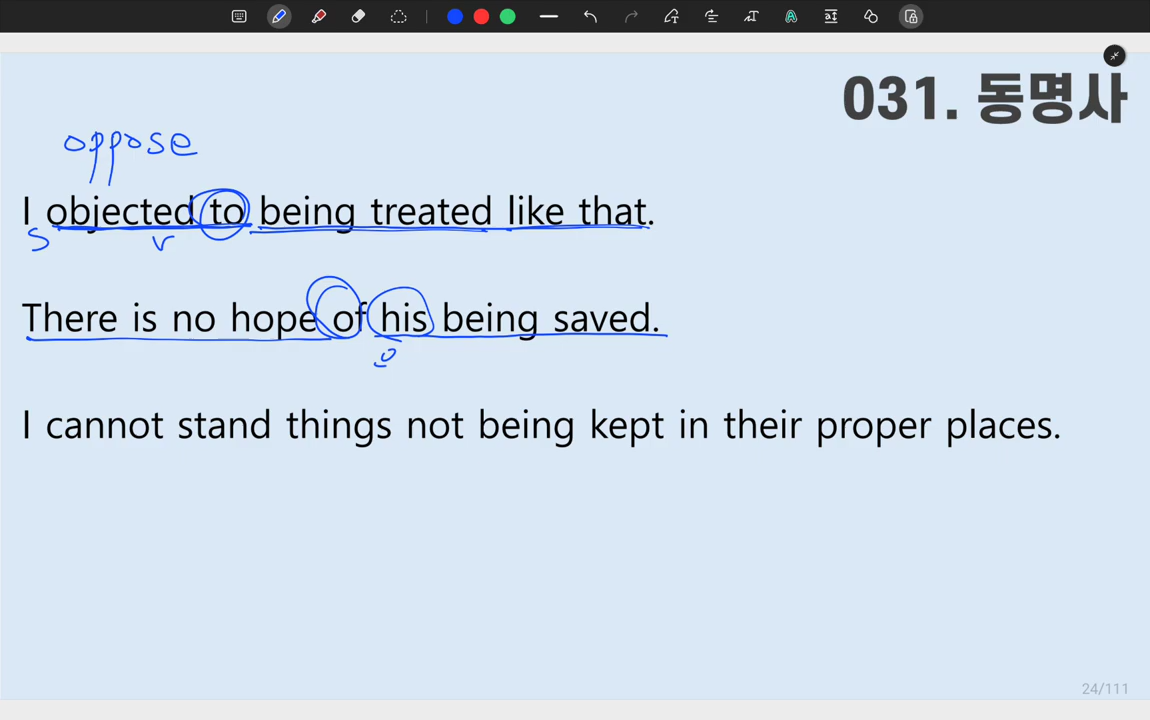 031. 동명사
oppose
I objected to being treated like that.
S V
There is no hope of his being saved.
I cannot stand things not being kept in their proper places.
24/111